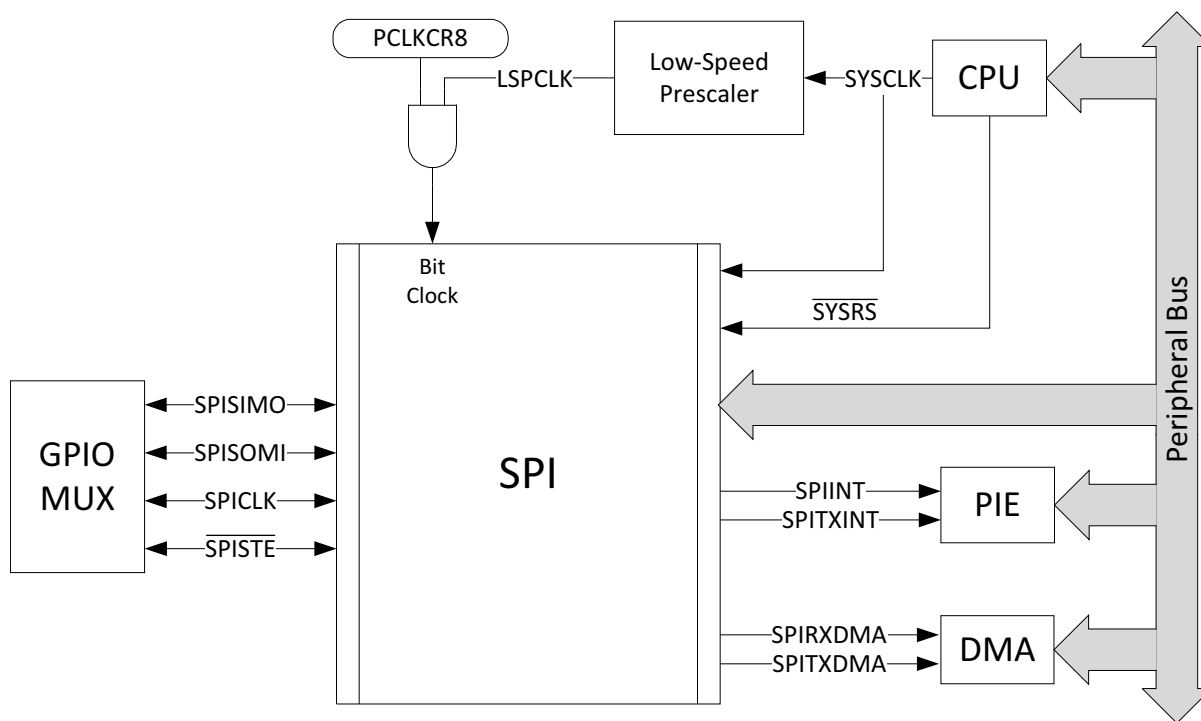 PCLKCR8
LSPCLK
Low-Speed
Prescaler
SYSCLK
CPU
Bit
Clock
SYSRS
Peripheral Bus
GPIO
MUX
SPISIMO
SPISOMI
SPICLK
SPISTE
SPI
SPIINT
SPITXINT
PIE
SPIRXDMA
SPITXDMA
DMA